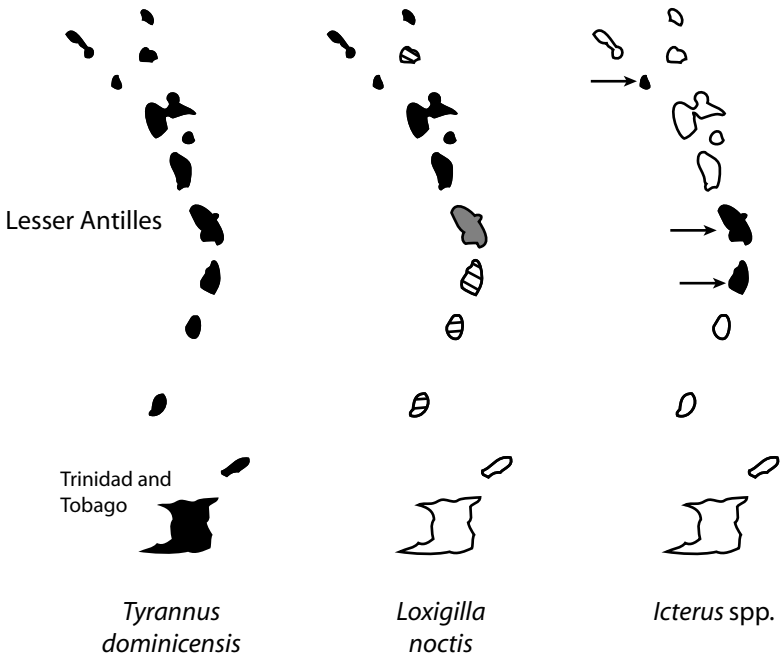 Lesser Antilles
Trinidad and
Tobago
Tyrannus
dominicensis
Loxigilla
noctis
Icterus spp.